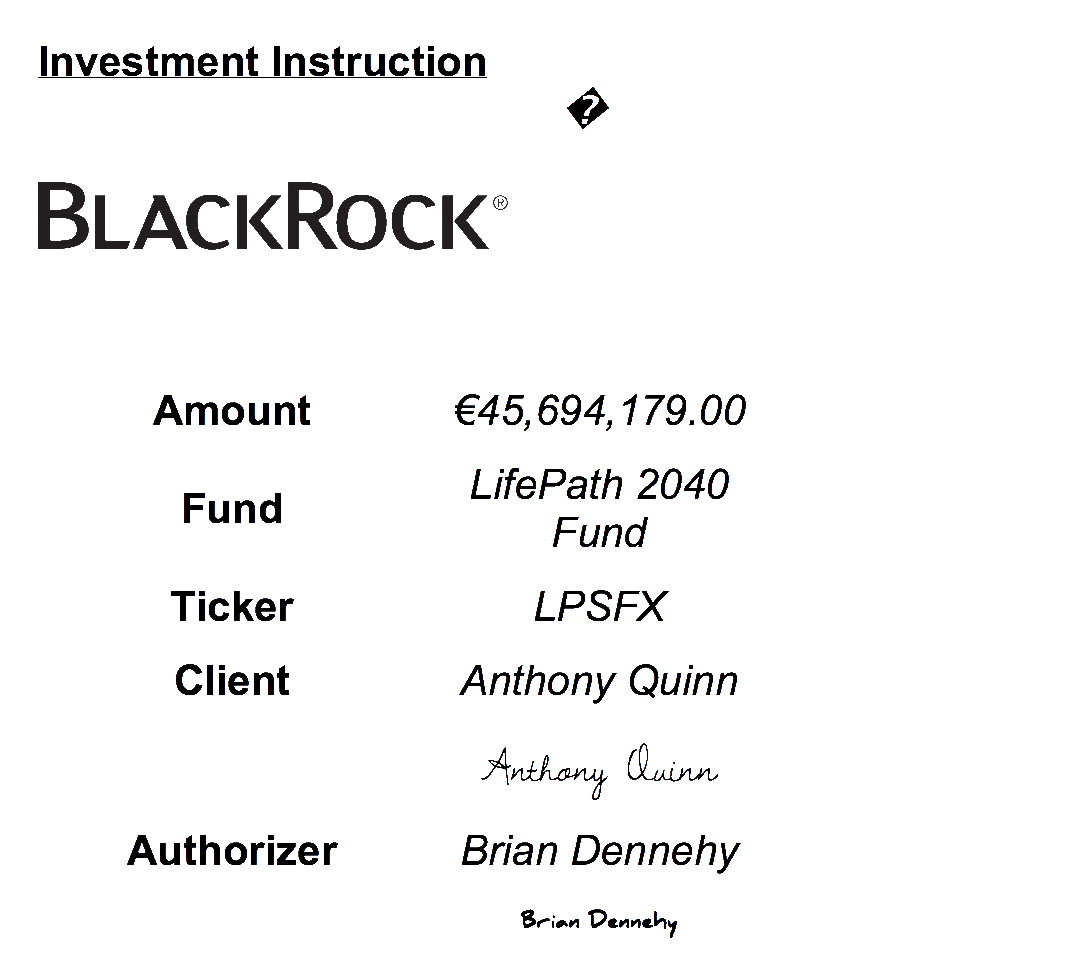 Investment Instruction
�
BLACKROCK®
Amount €45,694,179.00
Fund LifePath 2040
Fund
Ticker LPSFX
Client Anthony Quinn
Anthony Quinn
Authorizer Brian Dennehy
Brian Dennehy